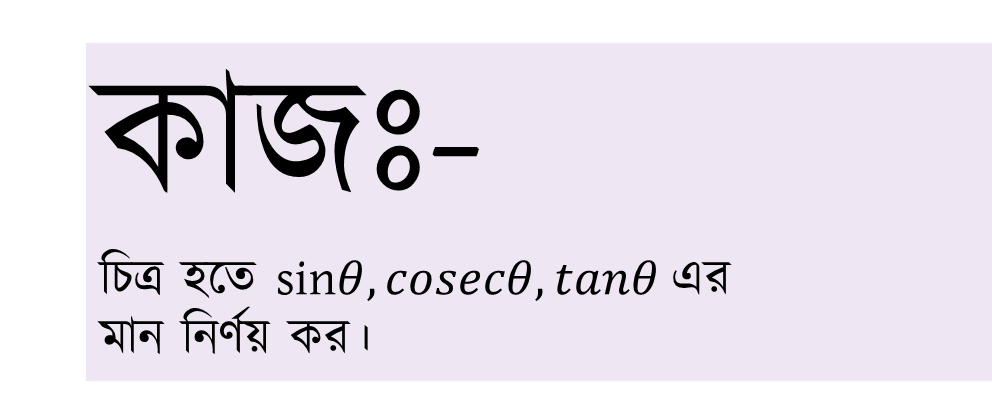 কাজঃ-
চিত্র হতে sinθ, cosecθ, tanθ এর
মান নির্ণয় কর।